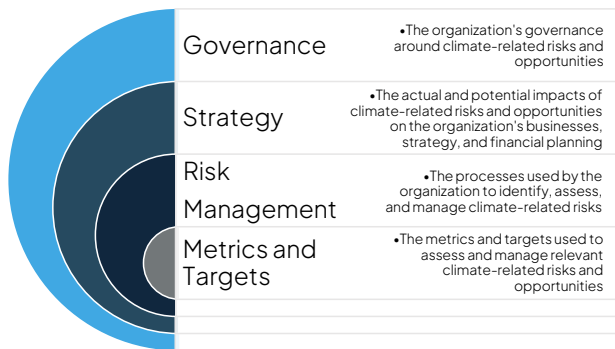 Governance
•The organization's governance
around climate-related risks and
opportunities
Strategy
•The actual and potential impacts of
climate-related risks and opportunities
on the organization's businesses,
strategy, and financial planning
Risk
Management
•The processes used by the
organization to identify, assess,
and manage climate-related risks
Metrics and
Targets
•The metrics and targets used to
assess and manage relevant
climate-related risks and
opportunities